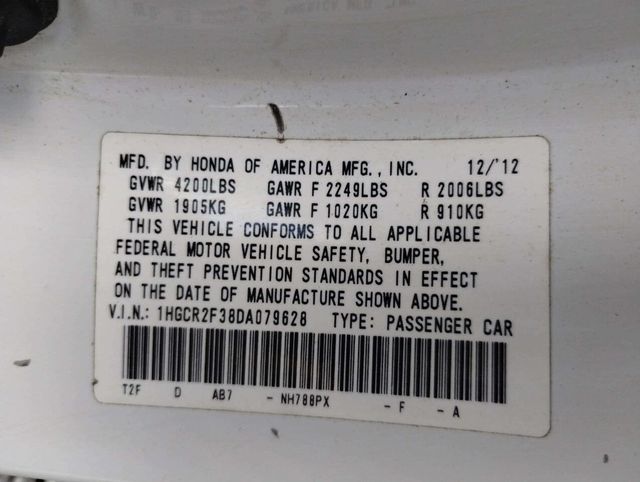 MFD. BY HONDA OF AMERICA MFG., INC. 12/'12
GVWR 4200LBS GAWR F 2249LBS R 2006LBS
GVWR 1905KG GAWR F 1020KG R 910KG
THIS VEHICLE CONFORMS TO ALL APPLICABLE
FEDERAL MOTOR VEHICLE SAFETY, BUMPER,
AND THEFT PREVENTION STANDARDS IN EFFECT
ON THE DATE OF MANUFACTURE SHOWN ABOVE.
V.I.N.: 1HGCR2F38DA079628 TYPE: PASSENGER CAR
T2F D AB7 - NH788PX - F - A